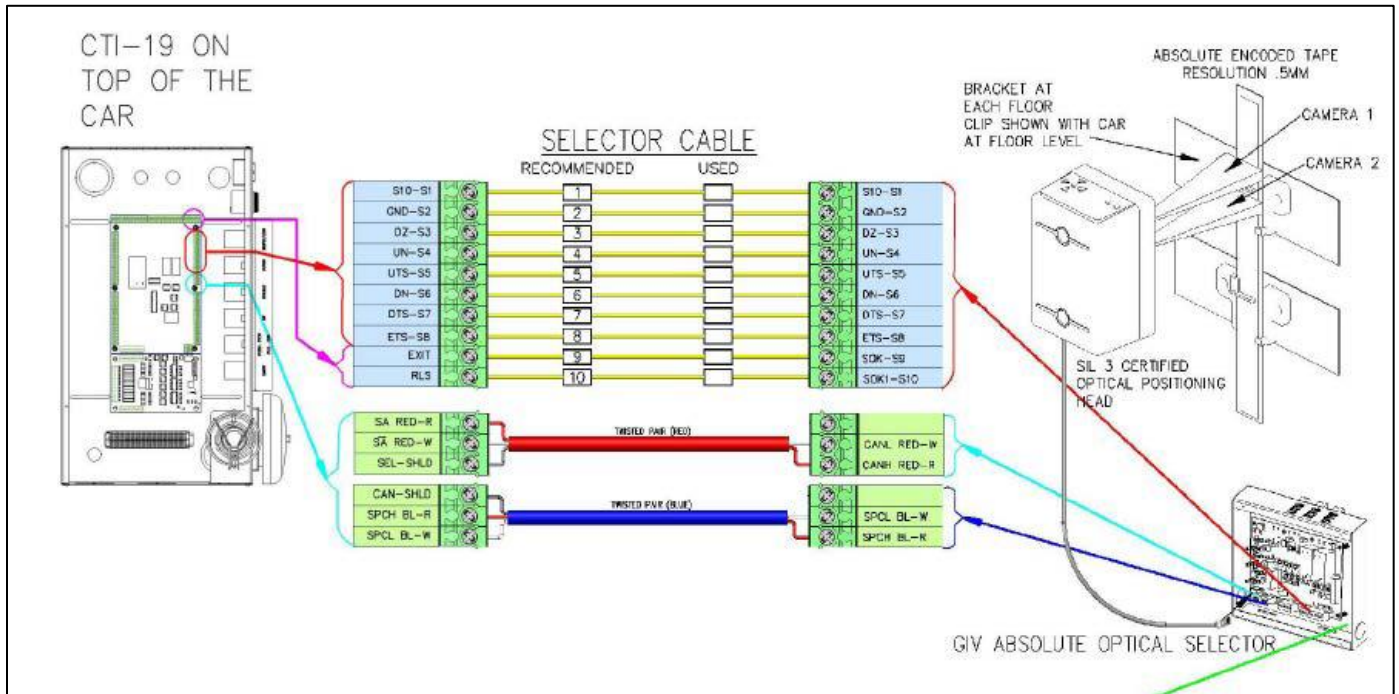 CTI-19 ON
TOP OF THE
CAR
SELECTOR CABLE
RECOMMENDED USED
S10-S1 1 S10-S1
GND-S2 2 GND-S2
DZ-S3 3 DZ-S3
UN-S4 4 UN-S4
UTS-S5 5 UTS-S5
DN-S6 6 DN-S6
DTS-S7 7 DTS-S7
ETS-S8 8 ETS-S8
EXIT 9 SOK-S9
RLS 10 SOK1-S10
SA RED-R
TWISTED PAIR (RED)
S̅A̅ RED-W CANL RED-W
SEL-SHLD CANH RED-R
CAN-SHLD
TWISTED PAIR (BLUE)
SPCH BL-R SPCL BL-W
SPCL BL-W SPCH BL-R
ABSOLUTE ENCODED TAPE
RESOLUTION .5MM
BRACKET AT
EACH FLOOR
CLIP SHOWN WITH CAR
AT FLOOR LEVEL
CAMERA 1
CAMERA 2
SIL 3 CERTIFIED
OPTICAL POSITIONING
HEAD
GIV ABSOLUTE OPTICAL SELECTOR